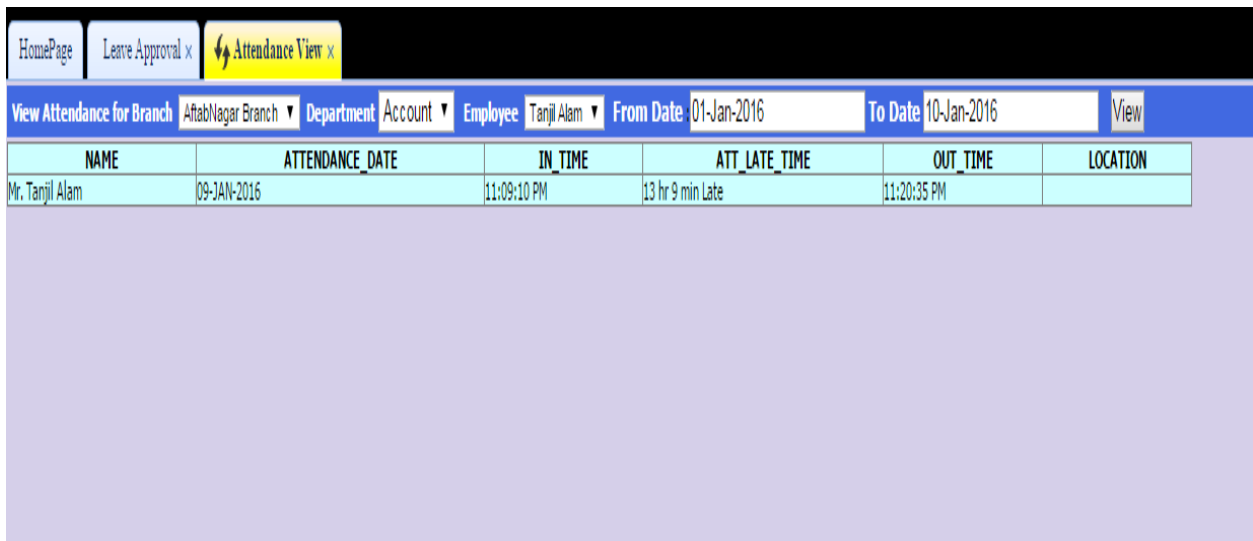 HomePage Leave Approval × Attendance View ×
View Attendance for Branch AftabNagar Branch ▼ Department Account ▼ Employee Tanjil Alam ▼ From Date : 01-Jan-2016 To Date 10-Jan-2016 View
NAME ATTENDANCE_DATE IN_TIME ATT_LATE_TIME OUT_TIME LOCATION
Mr. Tanjil Alam 09-JAN-2016 11:09:10 PM 13 hr 9 min Late 11:20:35 PM